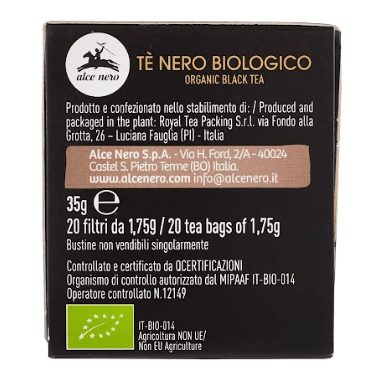 alce nero
TÈ NERO BIOLOGICO
ORGANIC BLACK TEA
Prodotto e confezionato nello stabilimento di: / Produced and
packaged in the plant: Royal Tea Packing S.r.l. via Fondo alla
Grotta, 26 – Luciana Fauglia (PI) - Italia
Alce Nero S.p.A. - Via H. Ford, 2/A - 40024
Castel S. Pietro Terme (BO) Italia.
www.alcenero.com info@alcenero.it
35g e
20 filtri da 1,75g / 20 tea bags of 1,75g
Bustine non vendibili singolarmente
Controllato e certificato da QCERTIFICAZIONI
Organismo di controllo autorizzato dal MIPAAF IT-BIO-014
Operatore controllato N.12149
IT-BIO-014
Agricoltura NON UE/
Non EU Agriculture